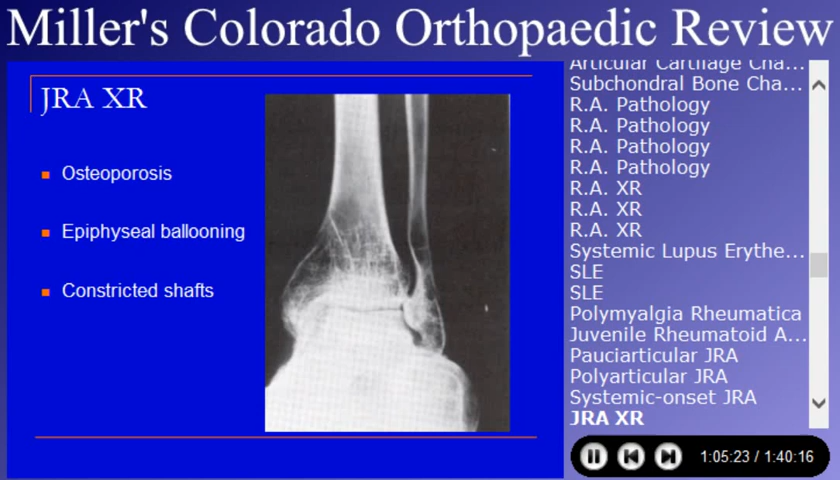 Miller's Colorado Orthopaedic Review
JRA XR
Osteoporosis
Epiphyseal ballooning
Constricted shafts
Articular Cartilage Cha...
Subchondral Bone Cha...
R.A. Pathology
R.A. Pathology
R.A. Pathology
R.A. Pathology
R.A. XR
R.A. XR
R.A. XR
Systemic Lupus Erythe...
SLE
SLE
Polymyalgia Rheumatica
Juvenile Rheumatoid A...
Pauciarticular JRA
Polyarticular JRA
Systemic-onset JRA
JRA XR
1:05:23 / 1:40:16